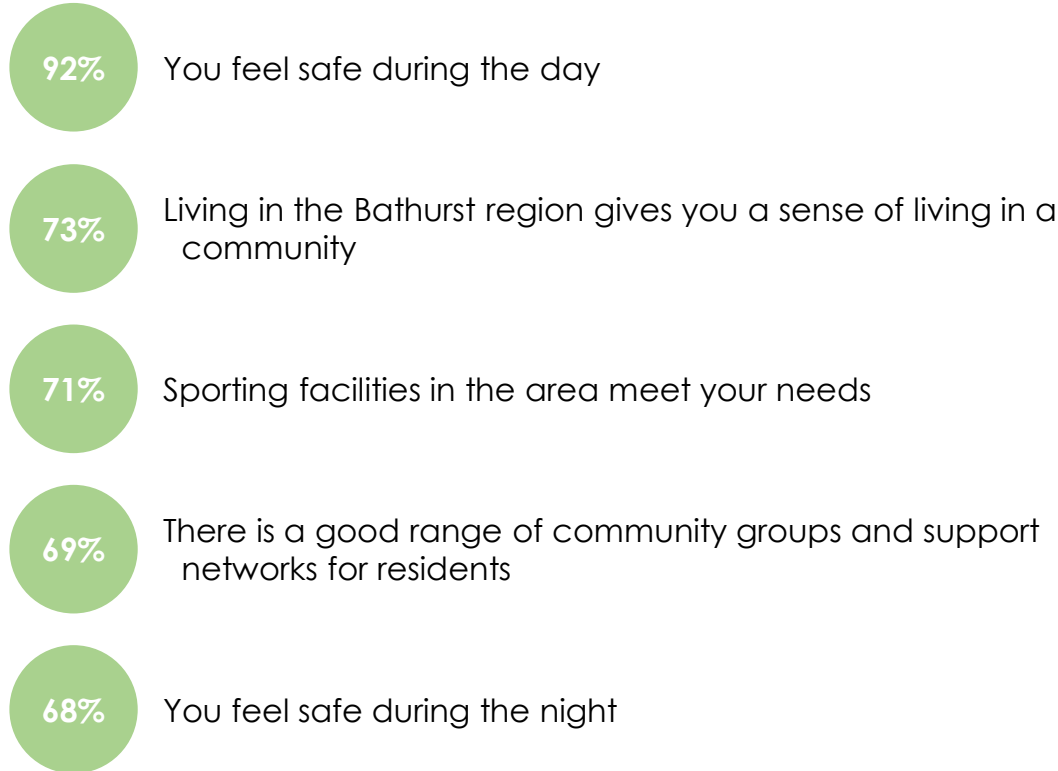 92%
You feel safe during the day
73%
Living in the Bathurst region gives you a sense of living in a
community
71%
Sporting facilities in the area meet your needs
69%
There is a good range of community groups and support
networks for residents
68%
You feel safe during the night